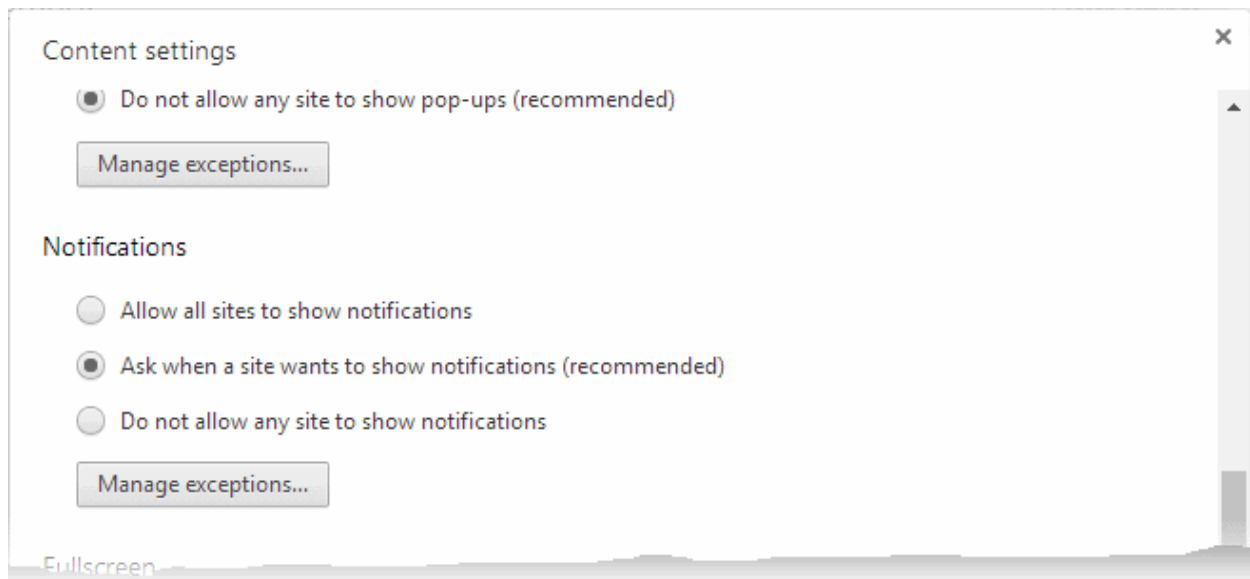 Content settings
Do not allow any site to show pop-ups (recommended)
Manage exceptions...
Notifications
Allow all sites to show notifications
Ask when a site wants to show notifications (recommended)
Do not allow any site to show notifications
Manage exceptions...
Fullscreen